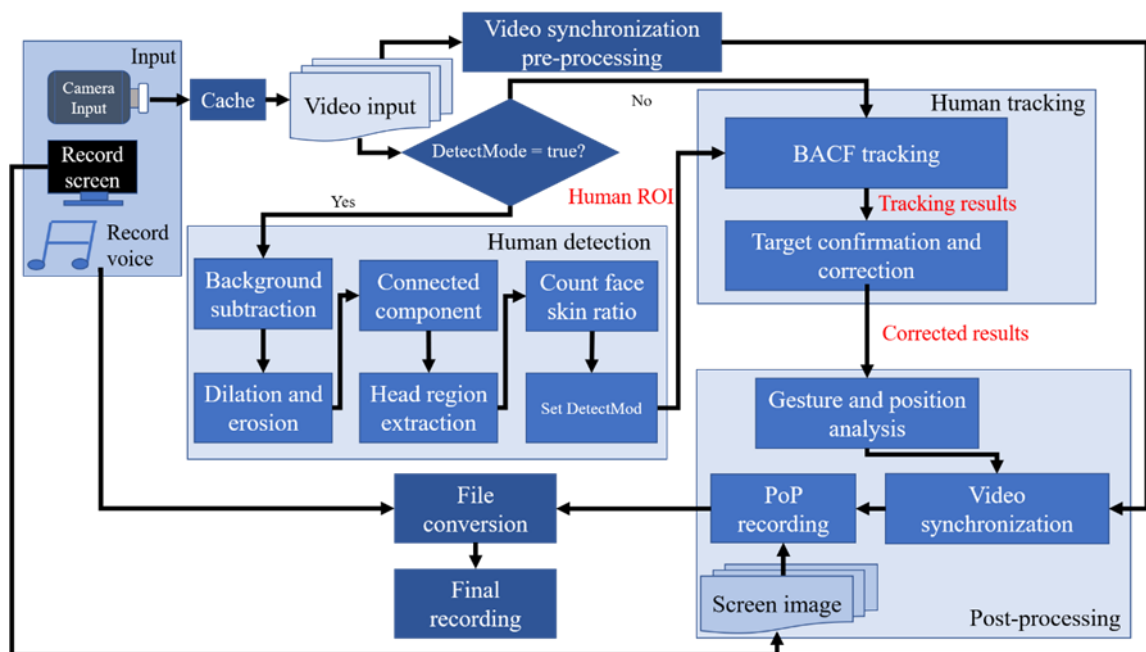 Input
Camera
Input
Record
screen
Record
voice
Cache
Video input
Video synchronization
pre-processing
DetectMode = true?
No
Yes
Human ROI
Human detection
Background
subtraction
Dilation and
erosion
Connected
component
Head region
extraction
Count face
skin ratio
Set DetectMod
Human tracking
BACF tracking
Tracking results
Target confirmation and
correction
Corrected results
Gesture and position
analysis
Video
synchronization
PoP
recording
Screen image
Post-processing
File
conversion
Final
recording